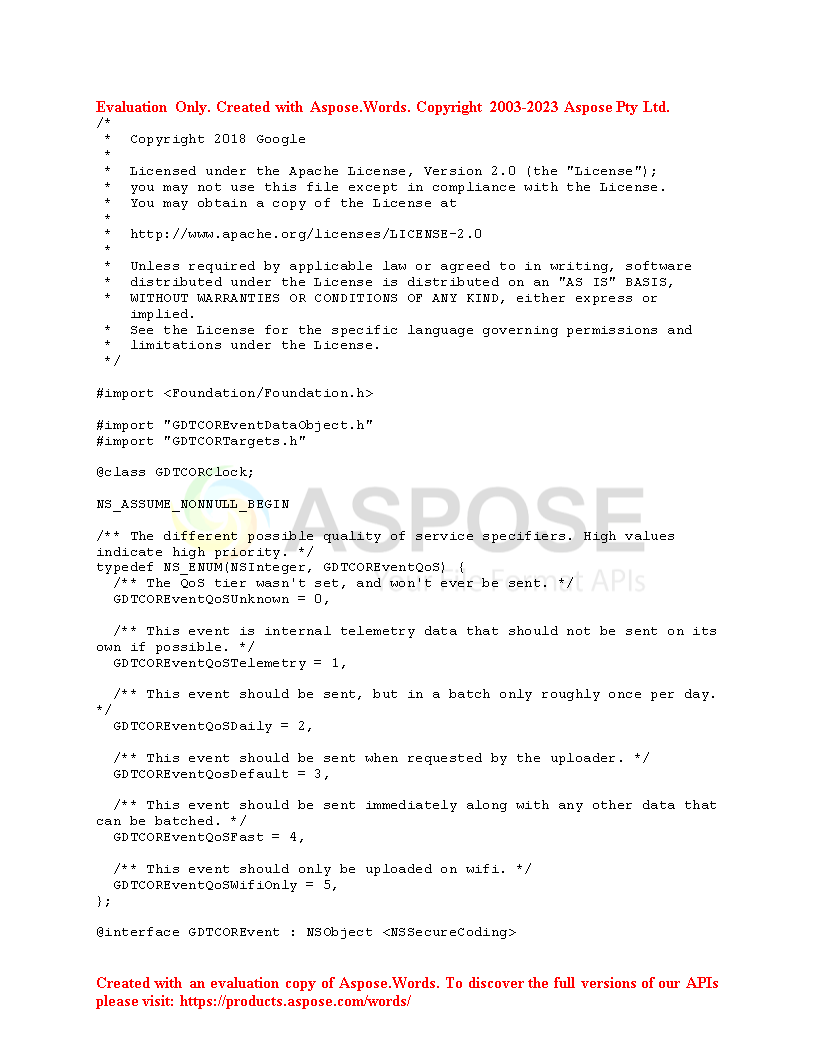 Evaluation Only. Created with Aspose.Words. Copyright 2003-2023 Aspose Pty Ltd.
/*
 *  Copyright 2018 Google
 *
 *  Licensed under the Apache License, Version 2.0 (the "License");
 *  you may not use this file except in compliance with the License.
 *  You may obtain a copy of the License at
 *
 *  http://www.apache.org/licenses/LICENSE-2.0
 *
 *  Unless required by applicable law or agreed to in writing, software
 *  distributed under the License is distributed on an "AS IS" BASIS,
 *  WITHOUT WARRANTIES OR CONDITIONS OF ANY KIND, either express or
    implied.
 *  See the License for the specific language governing permissions and
 *  limitations under the License.
 */

#import <Foundation/Foundation.h>

#import "GDTCOREventDataObject.h"
#import "GDTCORTargets.h"

@class GDTCORClock;

NS_ASSUME_NONNULL_BEGIN
ASPOSE
Your File Format APIs

/** The different possible quality of service specifiers. High values
indicate high priority. */
typedef NS_ENUM(NSInteger, GDTCOREventQoS) {
  /** The QoS tier wasn't set, and won't ever be sent. */
  GDTCOREventQoSUnknown = 0,

  /** This event is internal telemetry data that should not be sent on its
own if possible. */
  GDTCOREventQoSTelemetry = 1,

  /** This event should be sent, but in a batch only roughly once per day.
*/
  GDTCOREventQoSDaily = 2,

  /** This event should be sent when requested by the uploader. */
  GDTCOREventQosDefault = 3,

  /** This event should be sent immediately along with any other data that
can be batched. */
  GDTCOREventQoSFast = 4,

  /** This event should only be uploaded on wifi. */
  GDTCOREventQoSWifiOnly = 5,
};

@interface GDTCOREvent : NSObject <NSSecureCoding>

Created with an evaluation copy of Aspose.Words. To discover the full versions of our APIs
please visit: https://products.aspose.com/words/